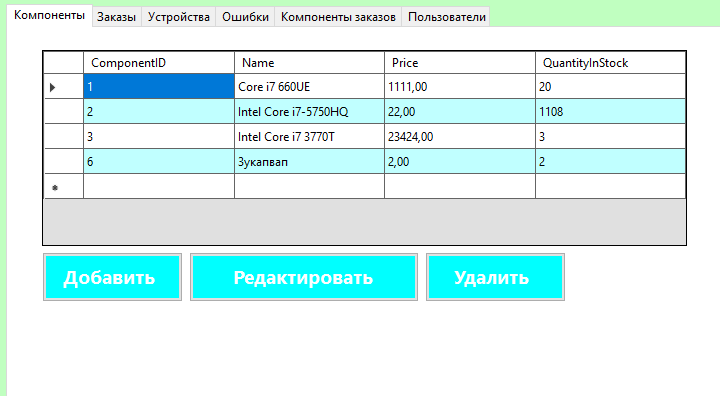 Компоненты Заказы Устройства Ошибки Компоненты заказов Пользователи
ComponentID Name Price QuantityInStock
1 Core i7 660UE 1111,00 20
2 Intel Core i7-5750HQ 22,00 1108
3 Intel Core i7 3770T 23424,00 3
6 Зукапвап 2,00 2
Добавить Редактировать Удалить